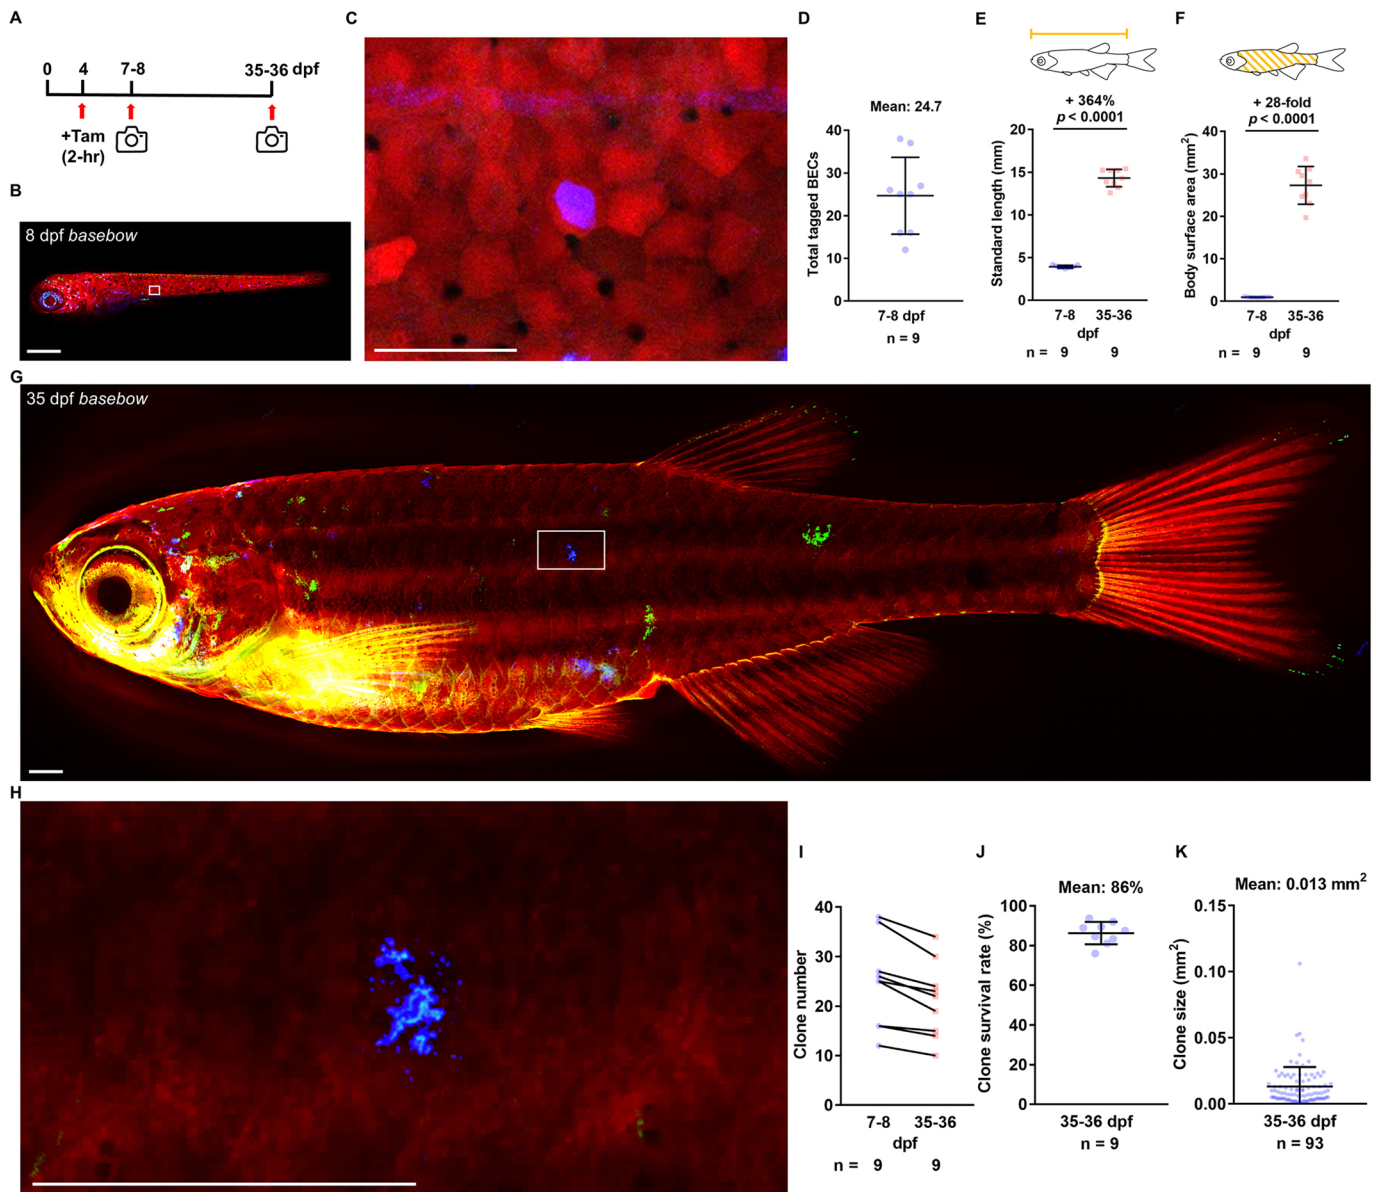 A
0 4 7-8 35-36 dpf
+Tam
(2-hr)
B
8 dpf basebow
C
D
Mean: 24.7
Total tagged BECs
40
30
20
10
0
7-8 dpf
n = 9
E
+ 364%
p < 0.0001
Standard length (mm)
20
15
10
5
0
7-8 35-36
dpf
n = 9 9
F
+ 28-fold
p < 0.0001
Body surface area (mm2)
40
30
20
10
0
7-8 35-36
dpf
n = 9 9
G
35 dpf basebow
H
I
Clone number
40
30
20
10
0
7-8 35-36
dpf
n = 9 9
J
Mean: 86%
Clone survival rate (%)
100
80
60
40
20
0
35-36 dpf
n = 9
K
Mean: 0.013 mm2
Clone size (mm2)
0.15
0.10
0.05
0.00
35-36 dpf
n = 93